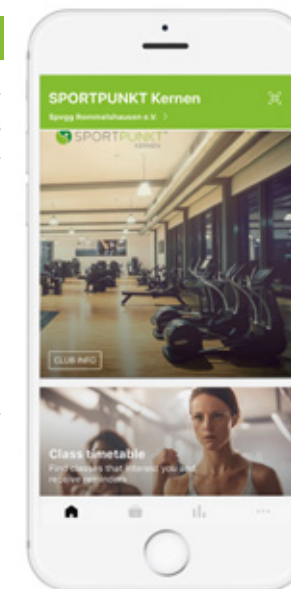 SPORTPUNKT Kernen
Spvgg Rommelshausen e.V.
SPORTPUNKT
KERNEN
CLUB INFO
Class timetable
Find classes that interest you and
receive reminders